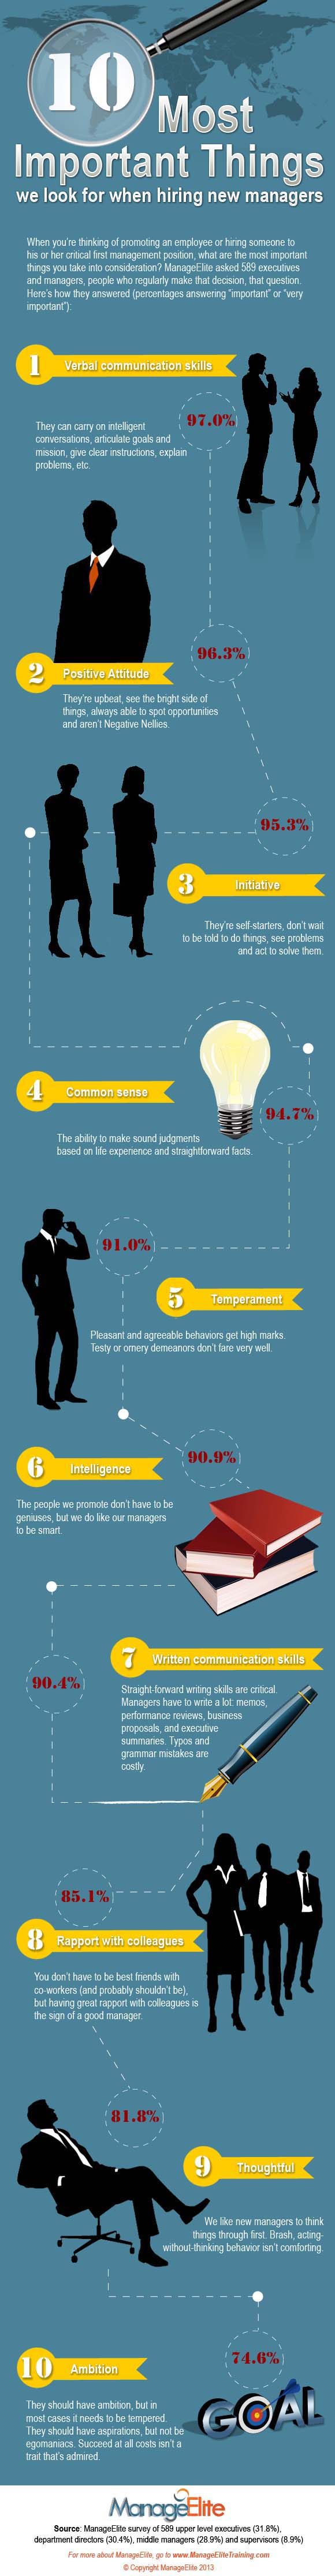 10
Most
Important Things
we look for when hiring new managers
When you're thinking of promoting an employee or hiring someone to
his or her critical first management position, what are the most important
things you take into consideration? ManageElite asked 589 executives
and managers, people who regularly make that decision, that question.
Here's how they answered (percentages answering "important" or "very
important"):
1
Verbal communication skills
97.0%
They can carry on intelligent
conversations, articulate goals and
mission, give clear instructions, explain
problems, etc.
96.3%
2
Positive Attitude
They're upbeat, see the bright side of
things, always able to spot opportunities
and aren't Negative Nellies.
95.3%
3
Initiative
They're self-starters, don't wait
to be told to do things, see problems
and act to solve them.
4
Common sense
94.7%
The ability to make sound judgments
based on life experience and straightforward facts.
91.0%
5
Temperament
Pleasant and agreeable behaviors get high marks.
Testy or ornery demeanors don't fare very well.
90.9%
6
Intelligence
The people we promote don't have to be
geniuses, but we do like our managers
to be smart.
7
Written communication skills
90.4%
Straight-forward writing skills are critical.
Managers have to write a lot: memos,
performance reviews, business
proposals, and executive
summaries. Typos and
grammar mistakes are
costly.
85.1%
8
Rapport with colleagues
You don't have to be best friends with
co-workers (and probably shouldn't be),
but having great rapport with colleagues is
the sign of a good manager.
81.8%
9
Thoughtful
We like new managers to think
things through first. Brash, acting-
without-thinking behavior isn't comforting.
74.6%
10
Ambition
GOAL
They should have ambition, but in
most cases it needs to be tempered.
They should have aspirations, but not be
egomaniacs. Succeed at all costs isn't a
trait that's admired.
ManageElite
Source: ManageElite survey of 589 upper level executives (31.8%),
department directors (30.4%), middle managers (28.9%) and supervisors (8.9%)
For more about ManageElite, go to www.ManageEliteTraining.com
© Copyright ManageElite 2013